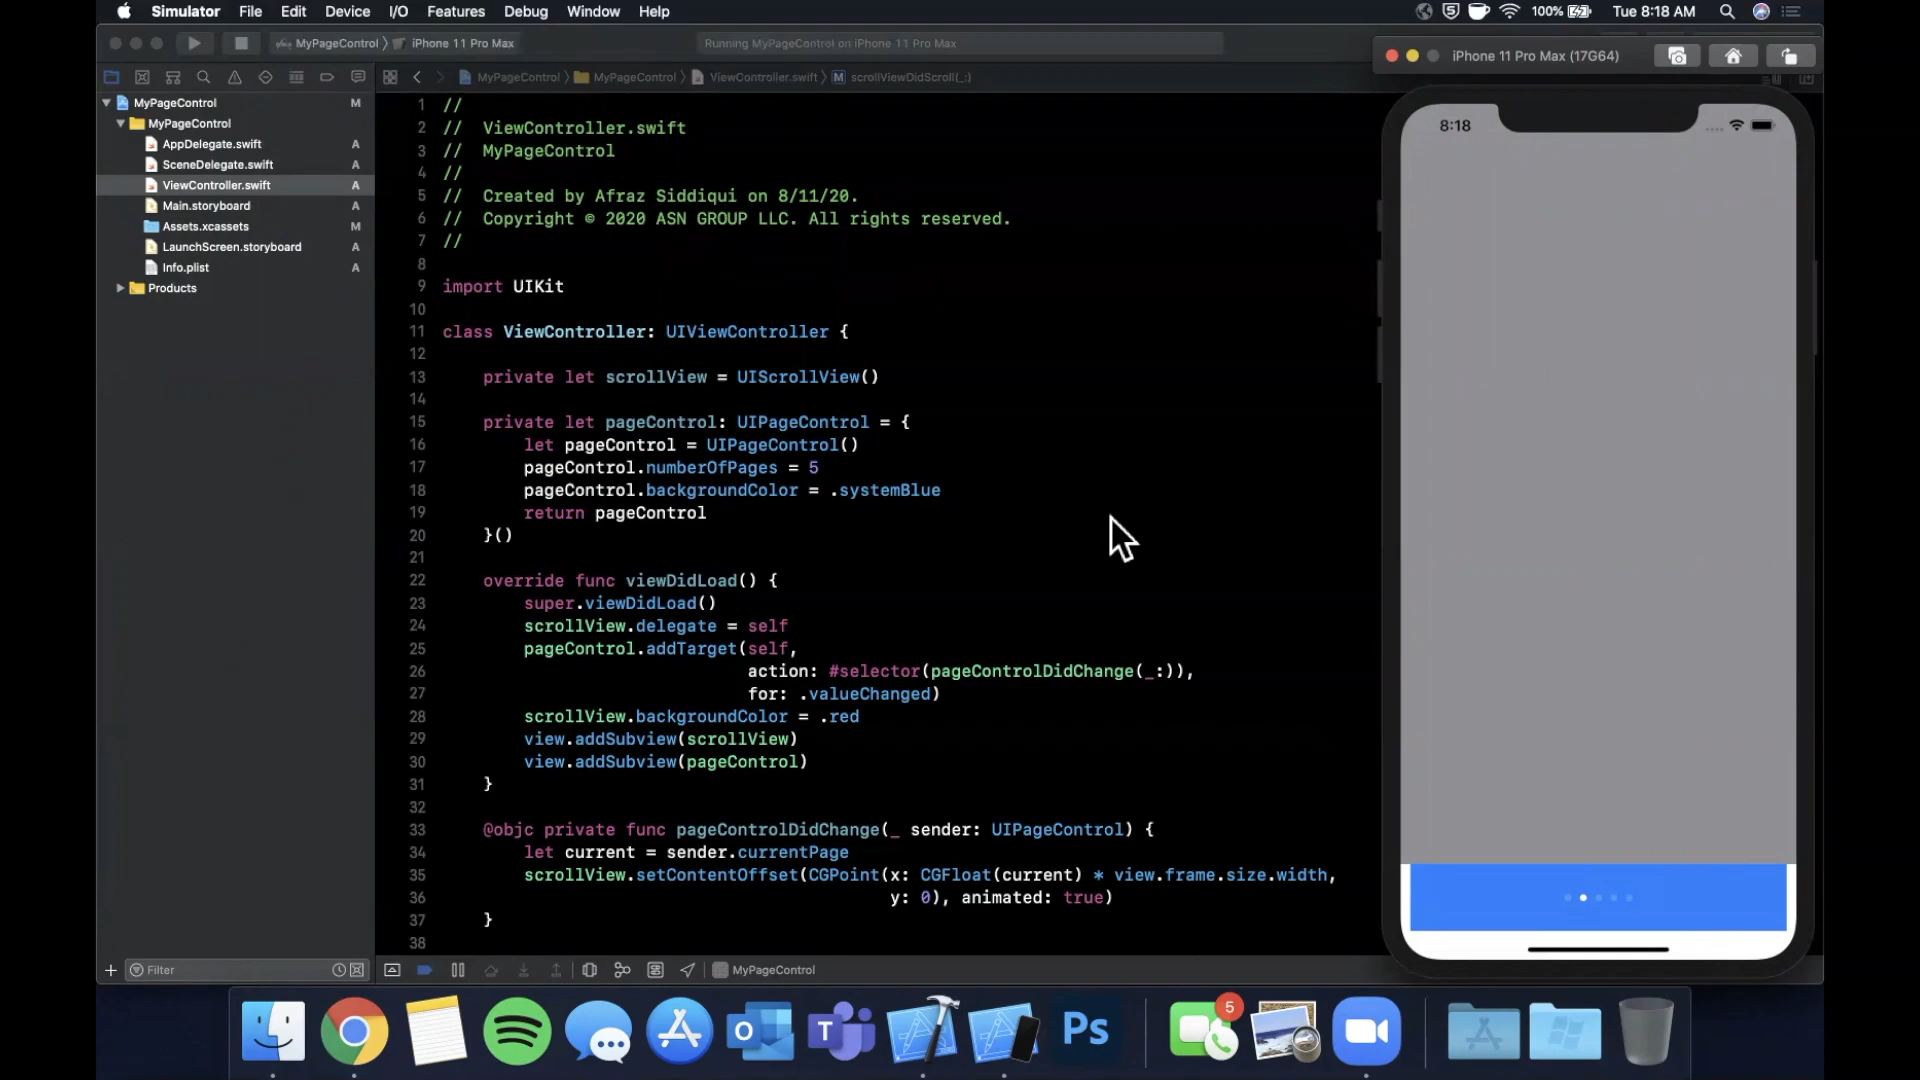 Simulator File Edit Device I/O Features Debug Window Help
5 100% Tue 8:18 AM
MyPageControl iPhone 11 Pro Max
Running MyPageControl on iPhone 11 Pro Max
iPhone 11 Pro Max (17G64)
MyPageControl MyPageControl ViewController.swift M scrollViewDidScroll(_:)
MyPageControl M
MyPageControl
AppDelegate.swift A
SceneDelegate.swift A
ViewController.swift A
Main.storyboard A
Assets.xcassets M
LaunchScreen.storyboard A
Info.plist A
Products
1 //
2 // ViewController.swift
3 // MyPageControl
4 //
5 // Created by Afraz Siddiqui on 8/11/20.
6 // Copyright © 2020 ASN GROUP LLC. All rights reserved.
7 //
8
9 import UIKit
10
11 class ViewController: UIViewController {
12
13 private let scrollView = UIScrollView()
14
15 private let pageControl: UIPageControl = {
16 let pageControl = UIPageControl()
17 pageControl.numberOfPages = 5
18 pageControl.backgroundColor = .systemBlue
19 return pageControl
20 }()
21
22 override func viewDidLoad() {
23 super.viewDidLoad()
24 scrollView.delegate = self
25 pageControl.addTarget(self,
26 action: #selector(pageControlDidChange(_:)),
27 for: .valueChanged)
28 scrollView.backgroundColor = .red
29 view.addSubview(scrollView)
30 view.addSubview(pageControl)
31 }
32
33 @objc private func pageControlDidChange(_ sender: UIPageControl) {
34 let current = sender.currentPage
35 scrollView.setContentOffset(CGPoint(x: CGFloat(current) * view.frame.size.width,
36 y: 0), animated: true)
37 }
38
8:18
Filter
MyPageControl
O
T
Ps
5